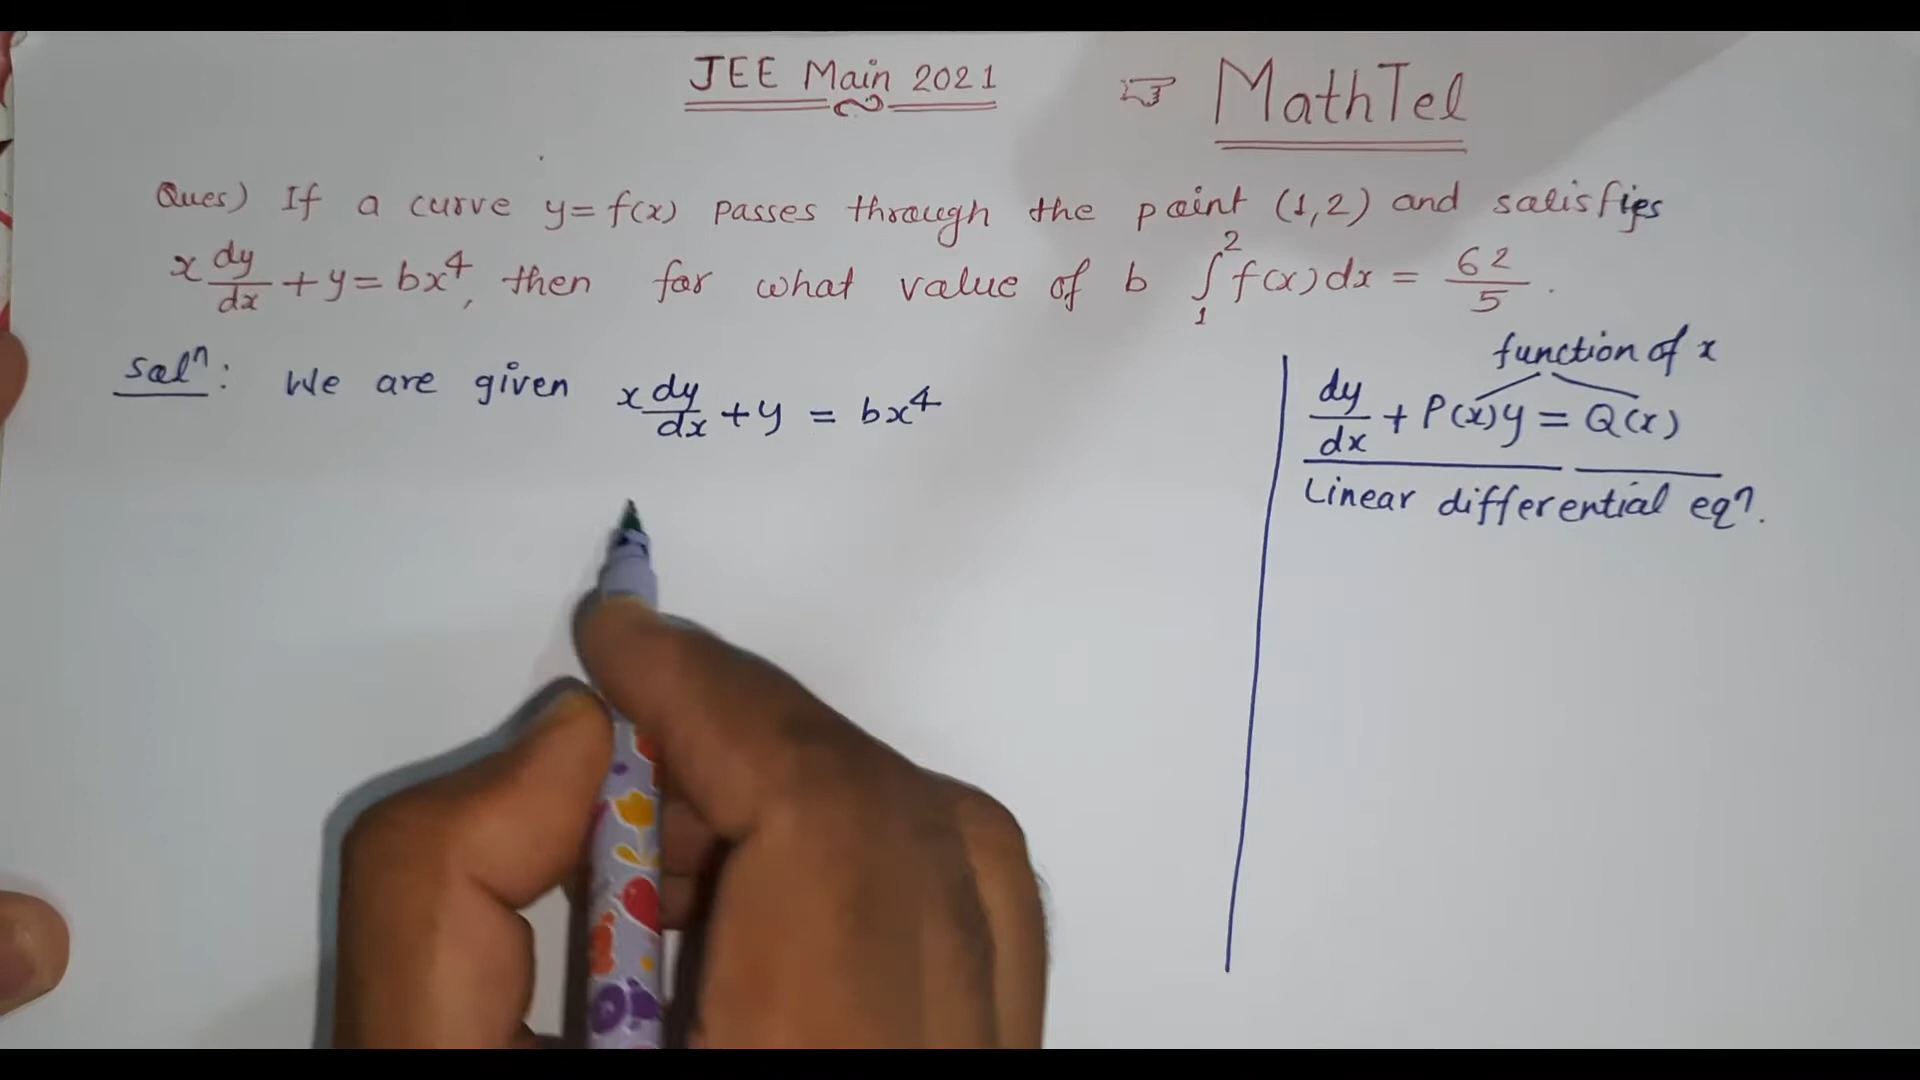 JEE Main 2021
☞ MathTel
Ques) If a curve y=f(x) passes through the point (1,2) and satisfies
x dy/dx + y = bx⁴, then for what value of b ∫₁² f(x)dx = 62/5.
Solⁿ: We are given x dy/dx + y = bx⁴
function of x
dy/dx + P(x)y = Q(x)
Linear differential eqⁿ.